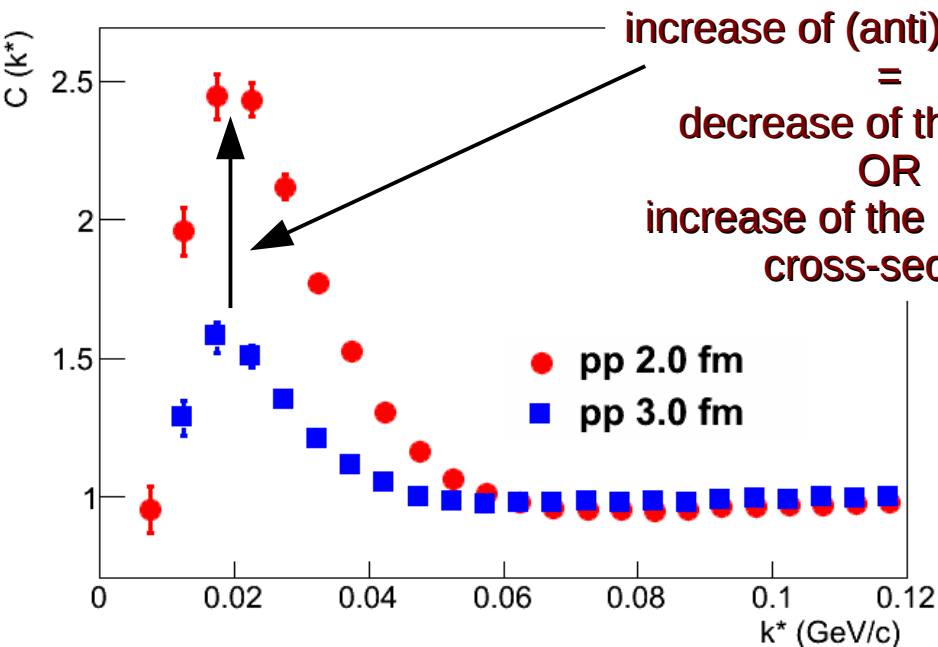 increase of (anti)
=
decrease of
OR
increase of the
cross-
C (k*)
2.5
2
1.5
1
pp 2.0 fm
pp 3.0 fm
0
0.02
0.04
0.06
0.08
0.1
0.12
k* (GeV/c)